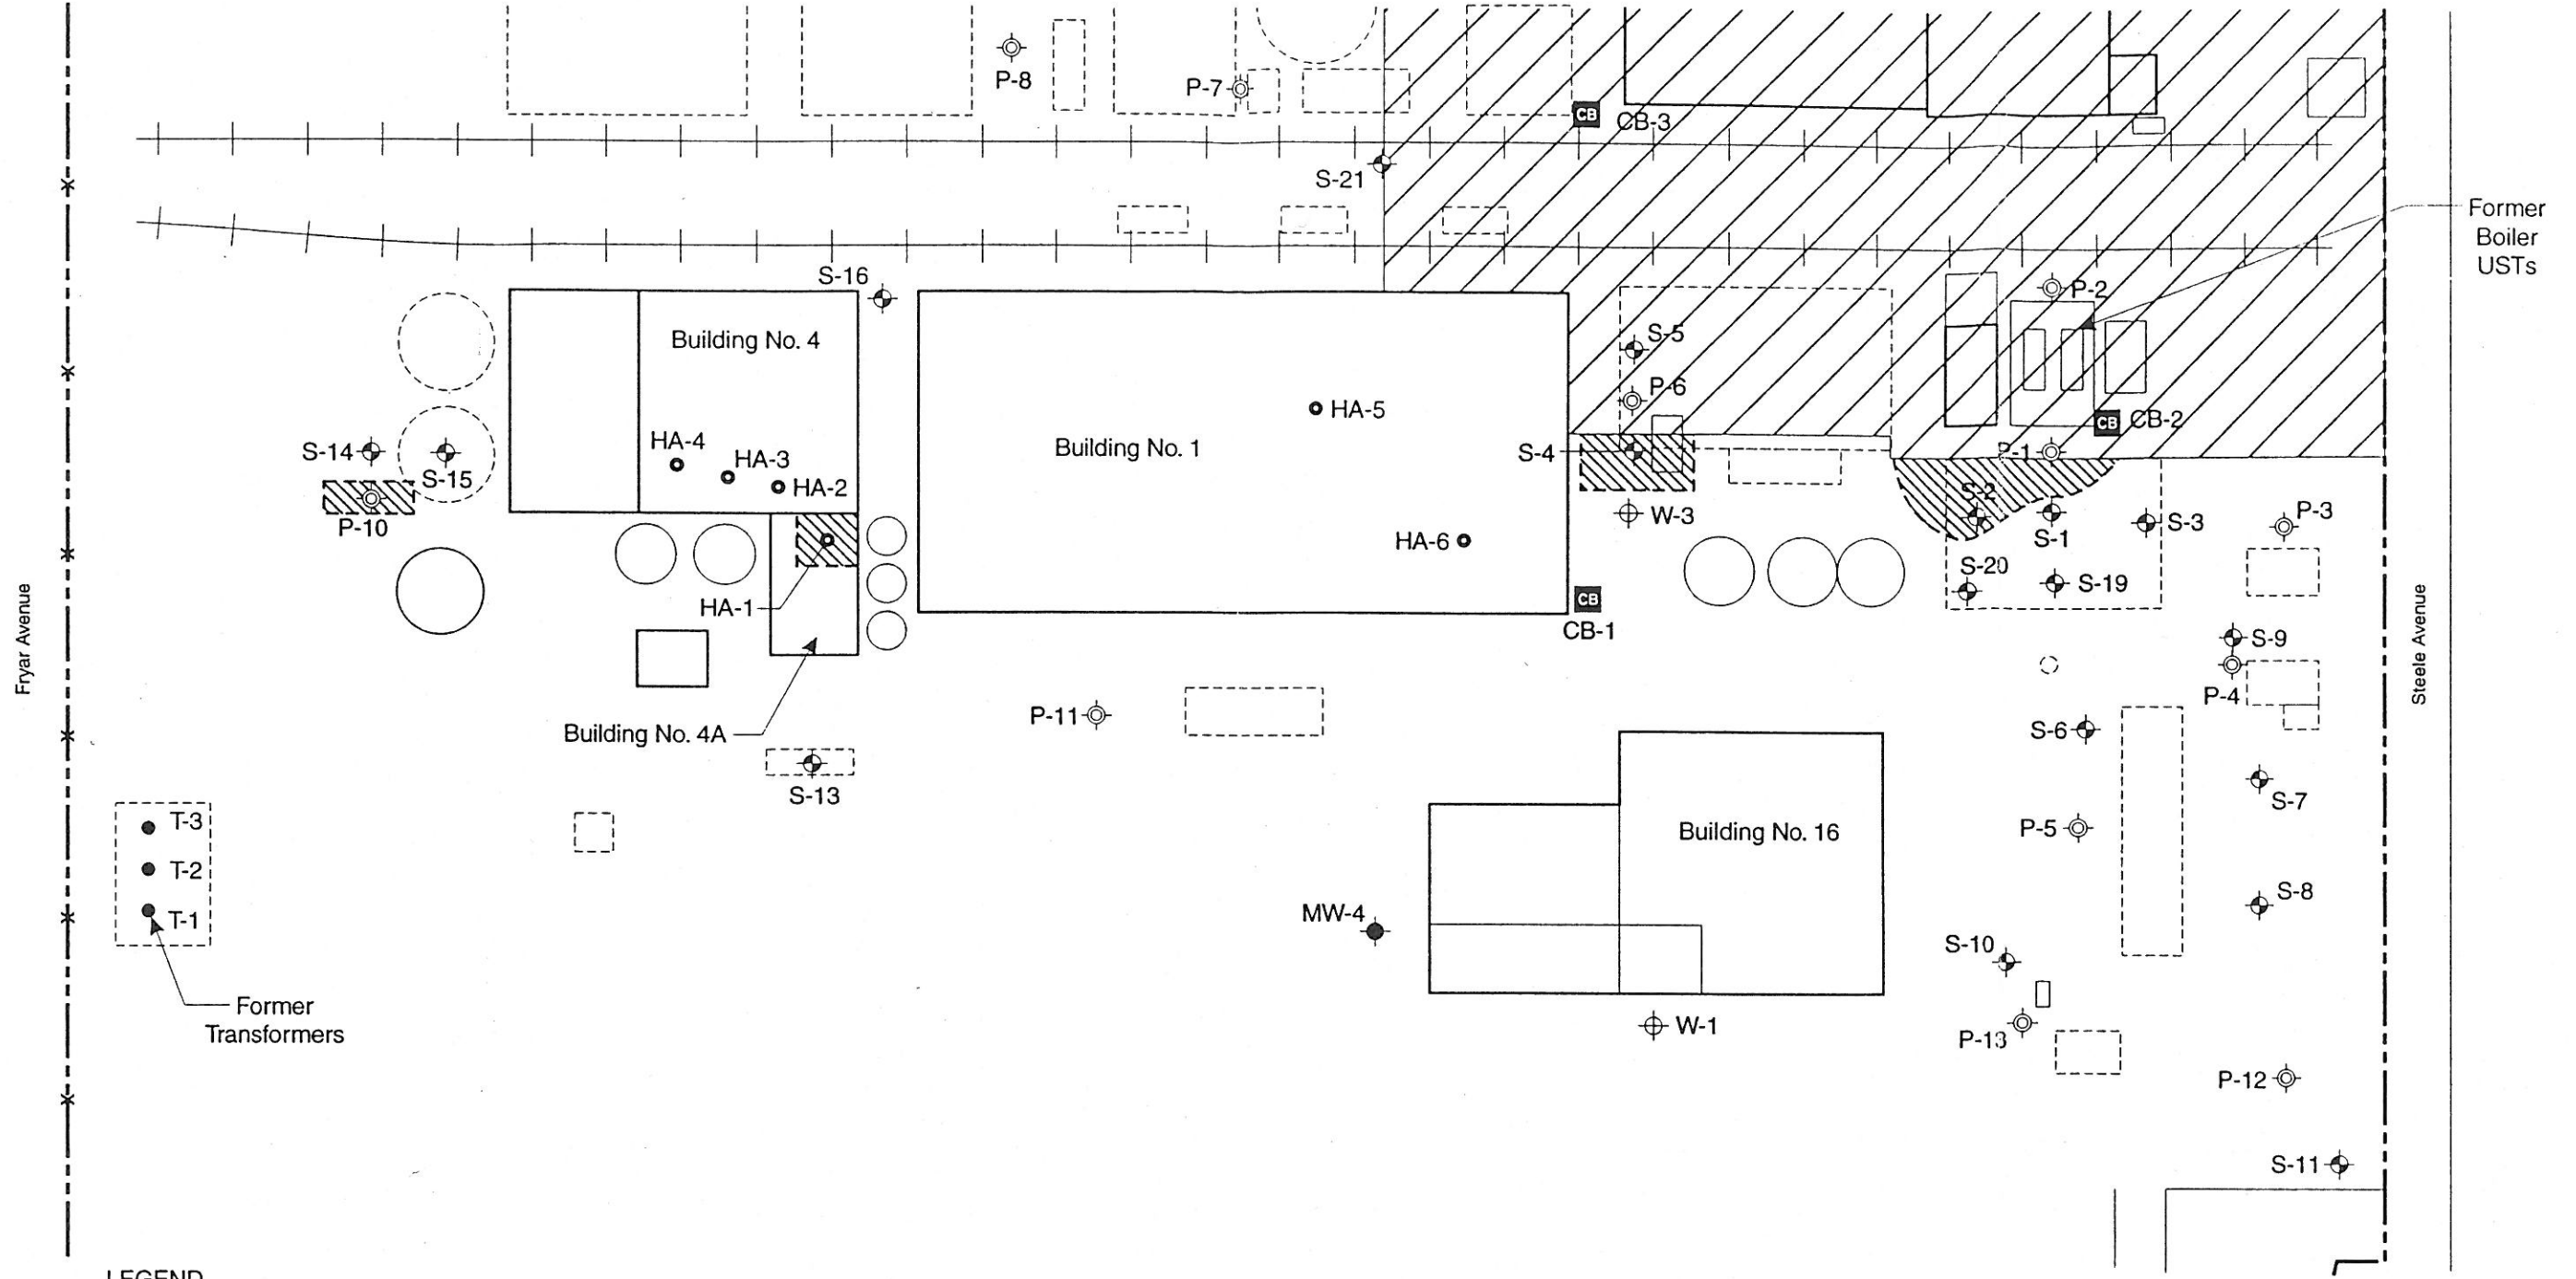 P-8
P-7
CB
CB-3
S-21
Former
Boiler
USTs
S-16
P-2
Building No. 4
S-5
P-6
HA-5
CB
CB-2
HA-4
Building No. 1
S-14
HA-3
S-4
P-1
S-15
HA-2
S-2
P-10
W-3
S-1
S-3
P-3
HA-6
S-20
S-19
HA-1
CB
CB-1
Fryar Avenue
Steele Avenue
S-9
P-4
P-11
Building No. 4A
S-6
S-13
S-7
T-3
P-5
Building No. 16
T-2
S-8
T-1
MW-4
S-10
Former
Transformers
W-1
P-13
P-12
S-11
LEGEND